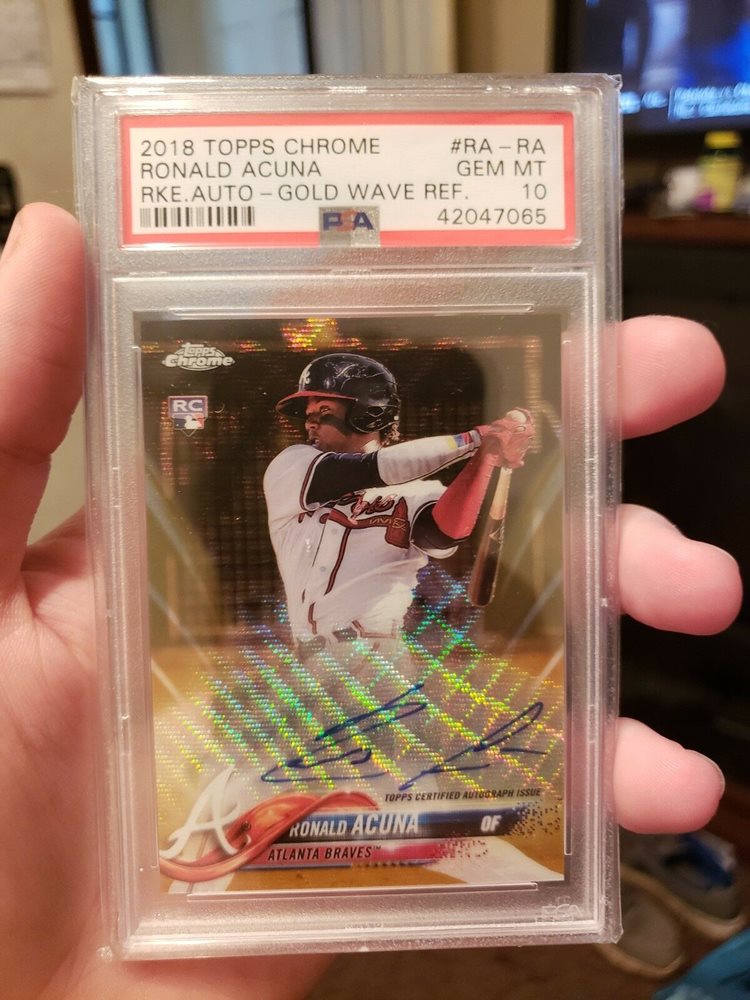 2018 TOPPS CHROME #RA-RA
RONALD ACUNA GEM MT
RKE.AUTO-GOLD WAVE REF. 10
PSA 42047065
Topps
Chrome
RC
TOPPS CERTIFIED AUTOGRAPH ISSUE
RONALD ACUNA OF
ATLANTA BRAVES™